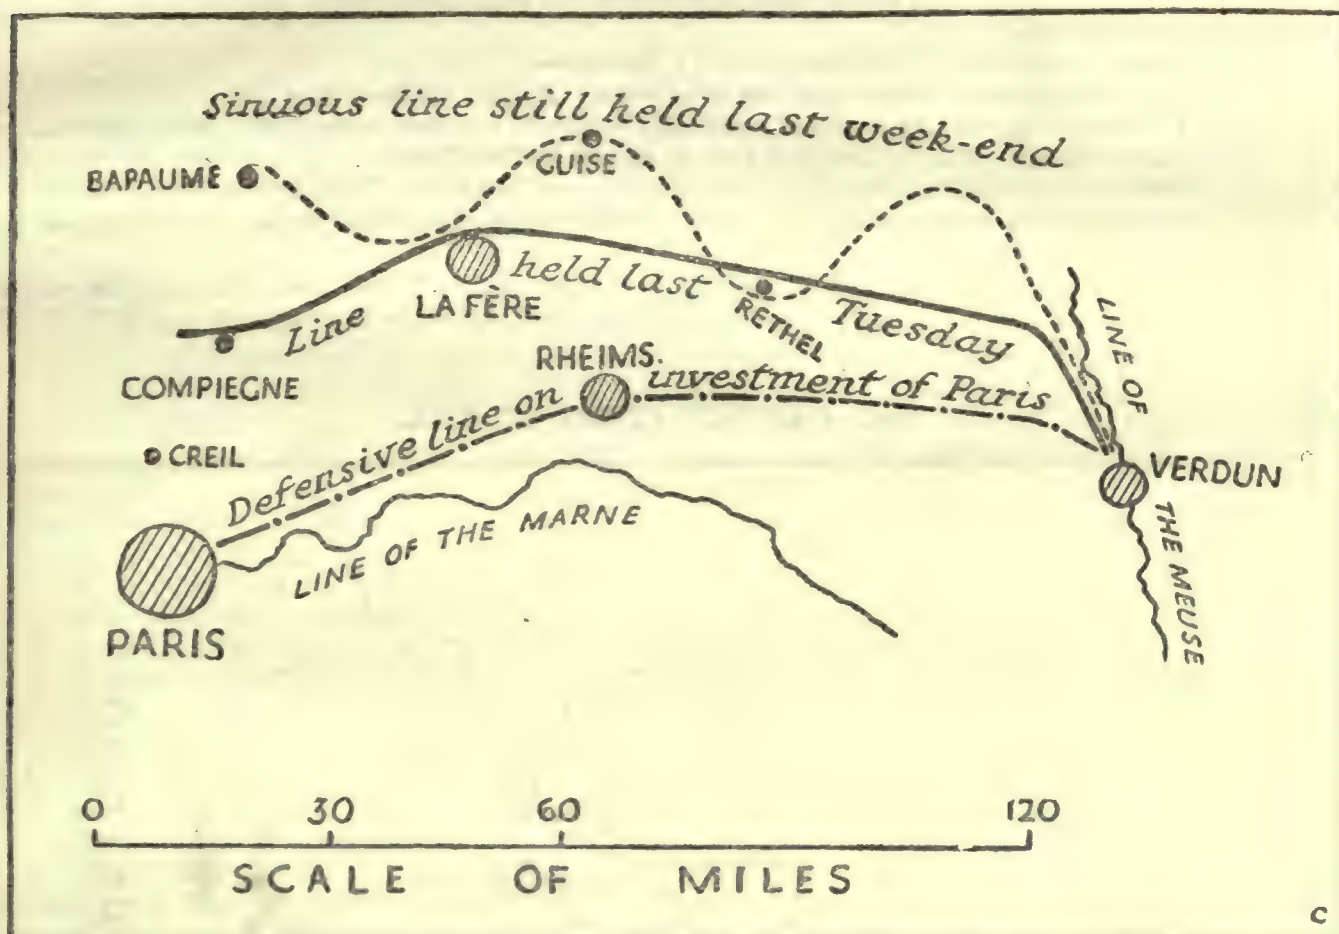 Sinuous line still held last week-end
BAPAUME
GUISE
Line held last Tuesday
LA FÈRE
RETHEL
COMPIEGNE
RHEIMS.
Defensive line on investment of Paris
CREIL
LINE OF THE MEUSE
VERDUN
LINE OF THE MARNE
PARIS
0 30 60 120
SCALE OF MILES
C